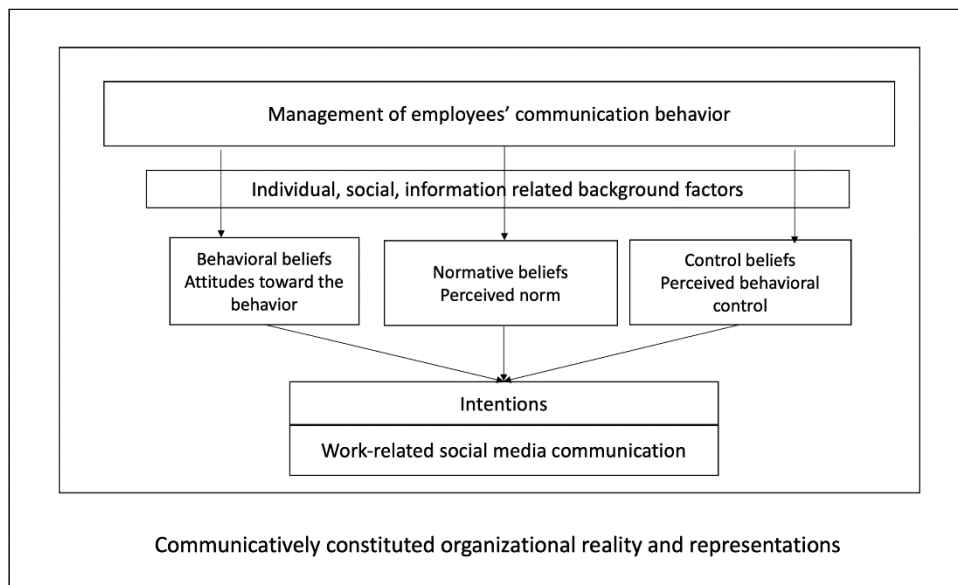 Management of employees’ communication behavior
Individual, social, information related background factors
Behavioral beliefs
Attitudes toward the
behavior
Normative beliefs
Perceived norm
Control beliefs
Perceived behavioral
control
Intentions
Work-related social media communication
Communicatively constituted organizational reality and representations